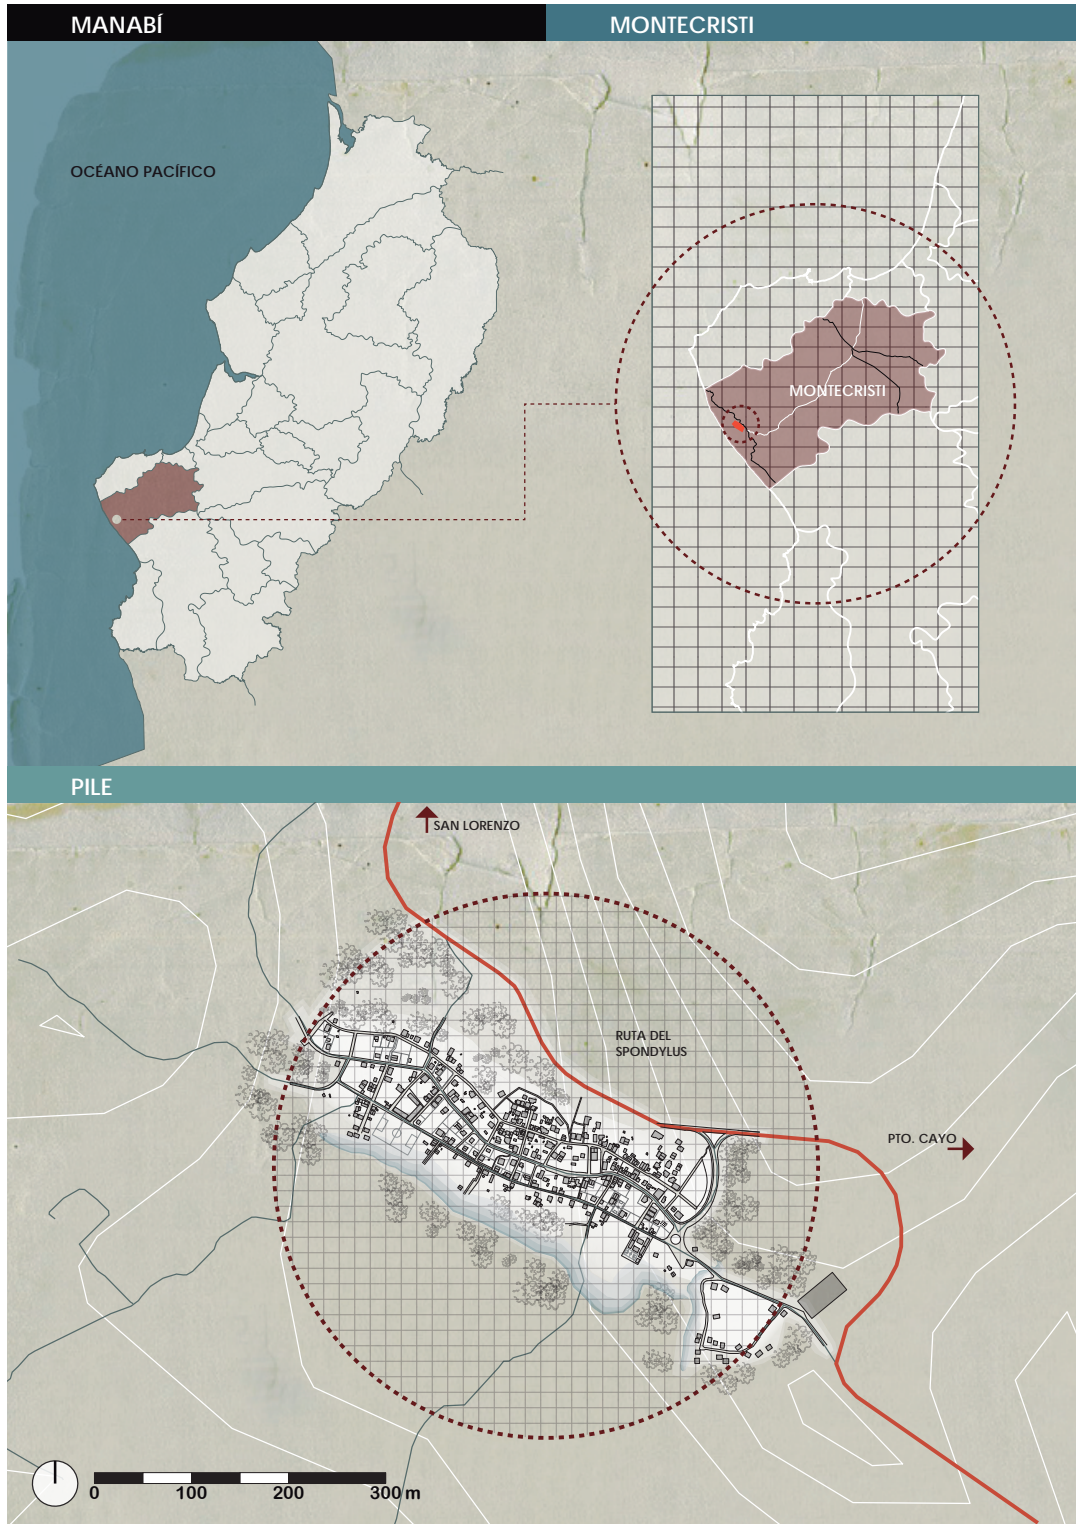 MANABÍ
MONTECRISTI
OCÉANO PACÍFICO
MONTECRISTI
PILE
SAN LORENZO
RUTA DEL
SPONDYLUS
PTO. CAYO
0 100 200 300 m